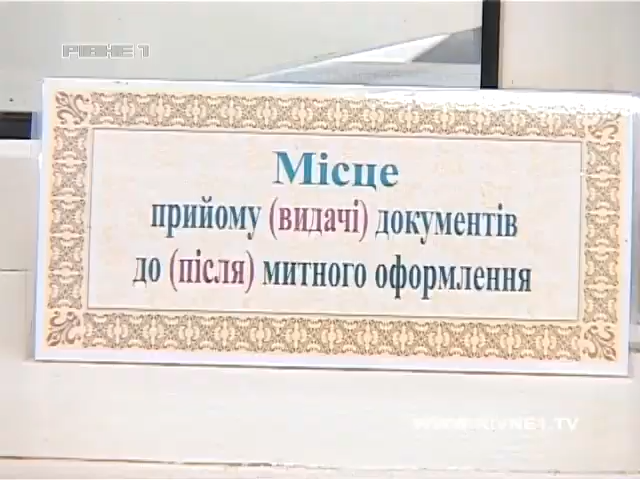 РІВНЕ 1
Місце
прийому (видачі) документів
до (після) митного оформлення
WWW.RIVNE1.TV